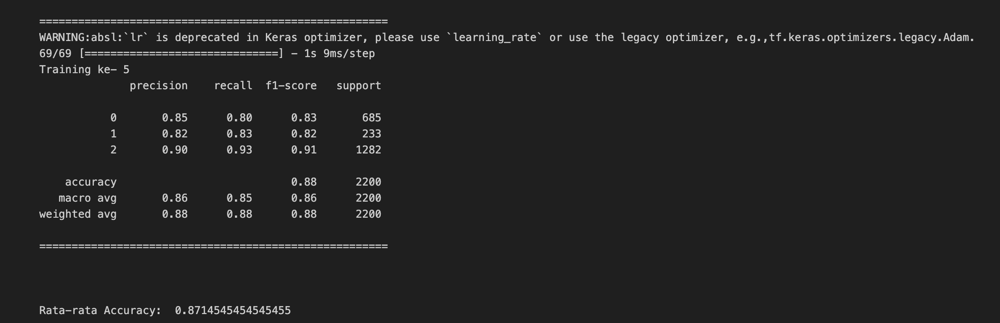 ======================================================
WARNING:absl:`lr` is deprecated in Keras optimizer, please use `learning_rate` or use the legacy optimizer, e.g.,tf.keras.optimizers.legacy.Adam.
69/69 [==============================] - 1s 9ms/step
Training ke- 5
              precision    recall  f1-score   support

           0       0.85      0.80      0.83       685
           1       0.82      0.83      0.82       233
           2       0.90      0.93      0.91      1282

    accuracy                           0.88      2200
   macro avg       0.86      0.85      0.86      2200
weighted avg       0.88      0.88      0.88      2200

======================================================
Rata-rata Accuracy:  0.8714545454545455